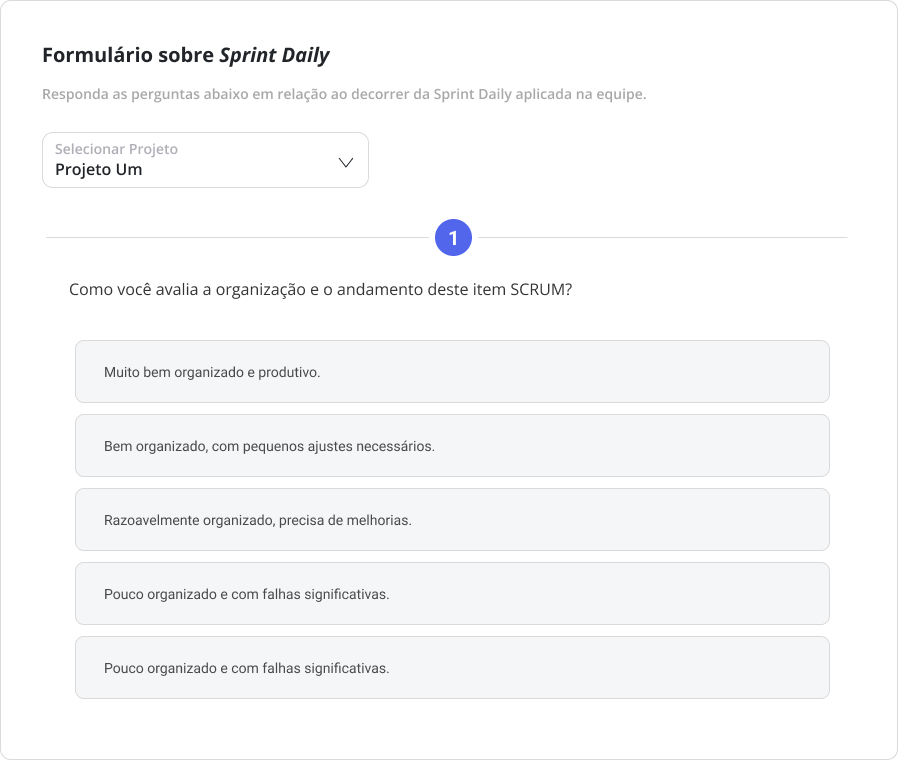 Formulário sobre Sprint Daily
Responda as perguntas abaixo em relação ao decorrer da Sprint Daily aplicada na equipe.
Selecionar Projeto
Projeto Um
1
Como você avalia a organização e o andamento deste item SCRUM?
Muito bem organizado e produtivo.
Bem organizado, com pequenos ajustes necessários.
Razoavelmente organizado, precisa de melhorias.
Pouco organizado e com falhas significativas.
Pouco organizado e com falhas significativas.